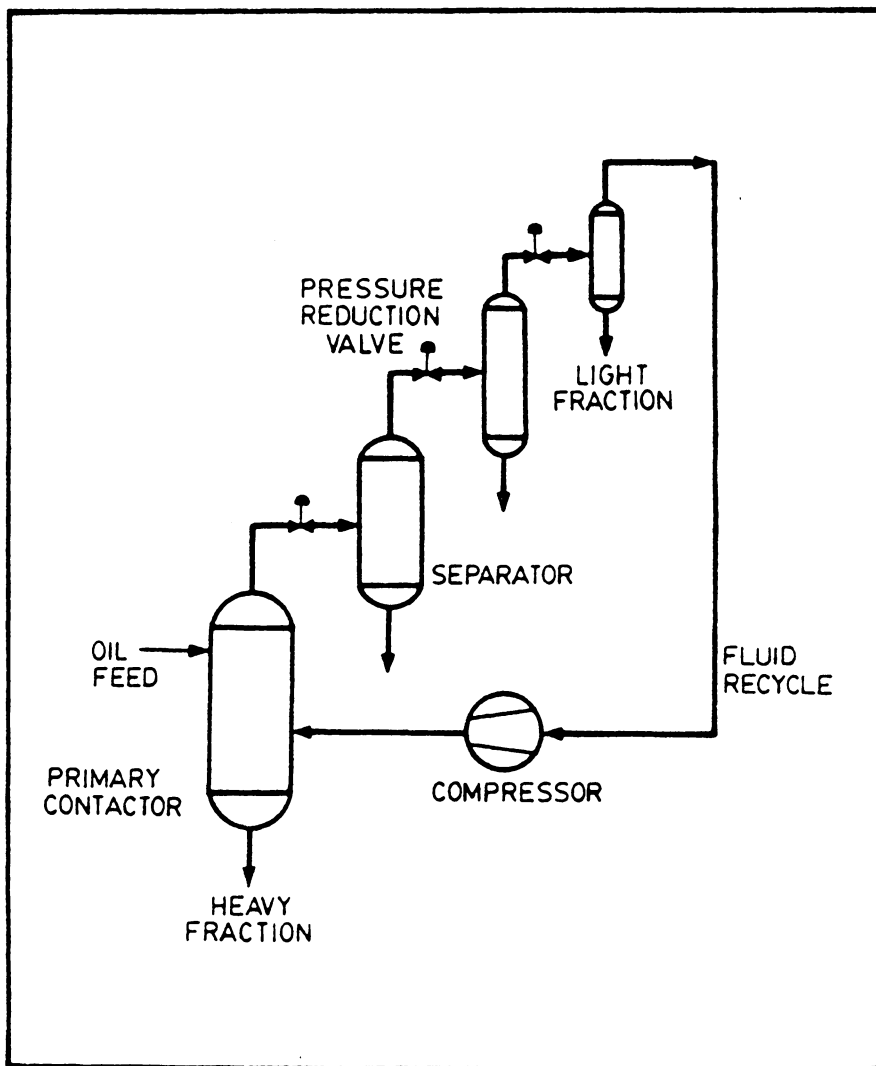 PRESSURE
REDUCTION
VALVE
LIGHT
FRACTION
SEPARATOR
OIL
FEED
FLUID
RECYCLE
PRIMARY
CONTACTOR
COMPRESSOR
HEAVY
FRACTION